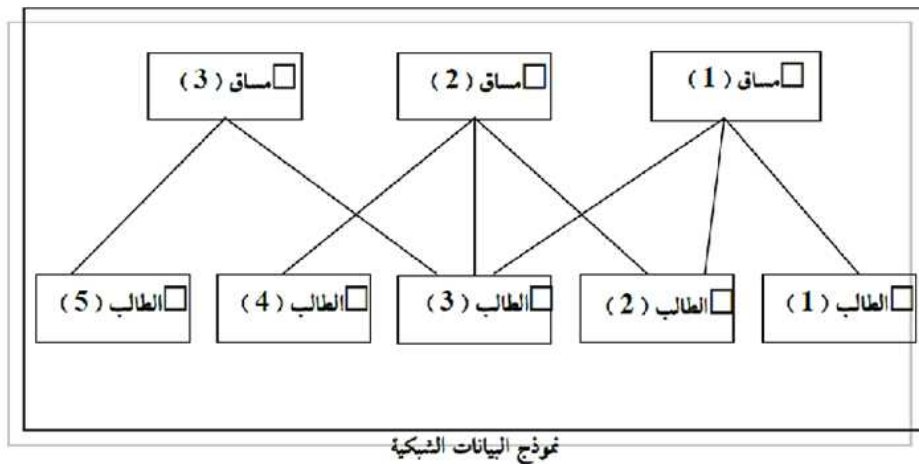 □مساق (1) □مساق (2) □مساق (3)
□الطالب (1) □الطالب (2) □الطالب (3) □الطالب (4) □الطالب (5)
نموذج البيانات الشبكية